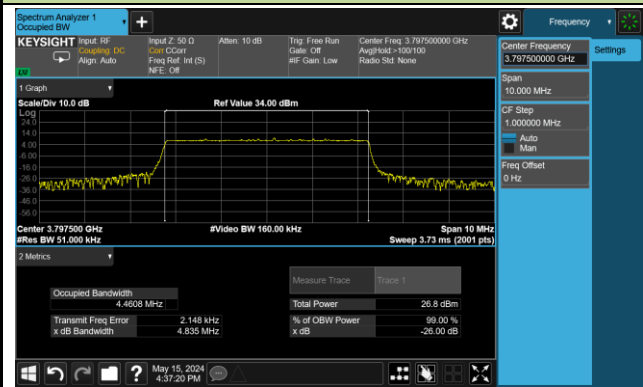 Spectrum Analyzer 1
Occupied BW
Frequency
KEYSIGHT
Input: RF
Coupling: DC
Align: Auto
Input Z: 50 Ω
Corr CCorr
Freq Ref: Int (S)
NFE: Off
Atten: 10 dB
Trig: Free Run
Gate: Off
#IF Gain: Low
Center Freq: 3.797500000 GHz
Avg|Hold:>100/100
Radio Std: None
LXI
Center Frequency
3.797500000 GHz
Settings
Span
10.000 MHz
CF Step
1.000000 MHz
Auto
Man
Freq Offset
0 Hz
1 Graph
Scale/Div 10.0 dB
Ref Value 34.00 dBm
Log
24.0
14.0
4.00
-6.00
-16.0
-26.0
-36.0
-46.0
-56.0
Center 3.797500 GHz
#Video BW 160.00 kHz
Span 10 MHz
#Res BW 51.000 kHz
Sweep 3.73 ms (2001 pts)
2 Metrics
Measure Trace
Trace 1
Occupied Bandwidth
4.4608 MHz
Total Power
26.8 dBm
Transmit Freq Error
2.148 kHz
% of OBW Power
99.00 %
x dB Bandwidth
4.835 MHz
x dB
-26.00 dB
?
May 15, 2024
4:37:20 PM